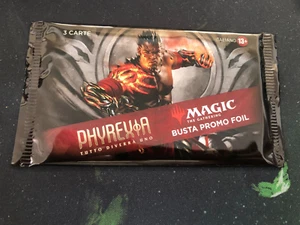 3 CARTE
13+
PHYREXIA
TUTTO DIVERRÀ UNO
MAGIC
THE GATHERING
BUSTA PROMO FOIL